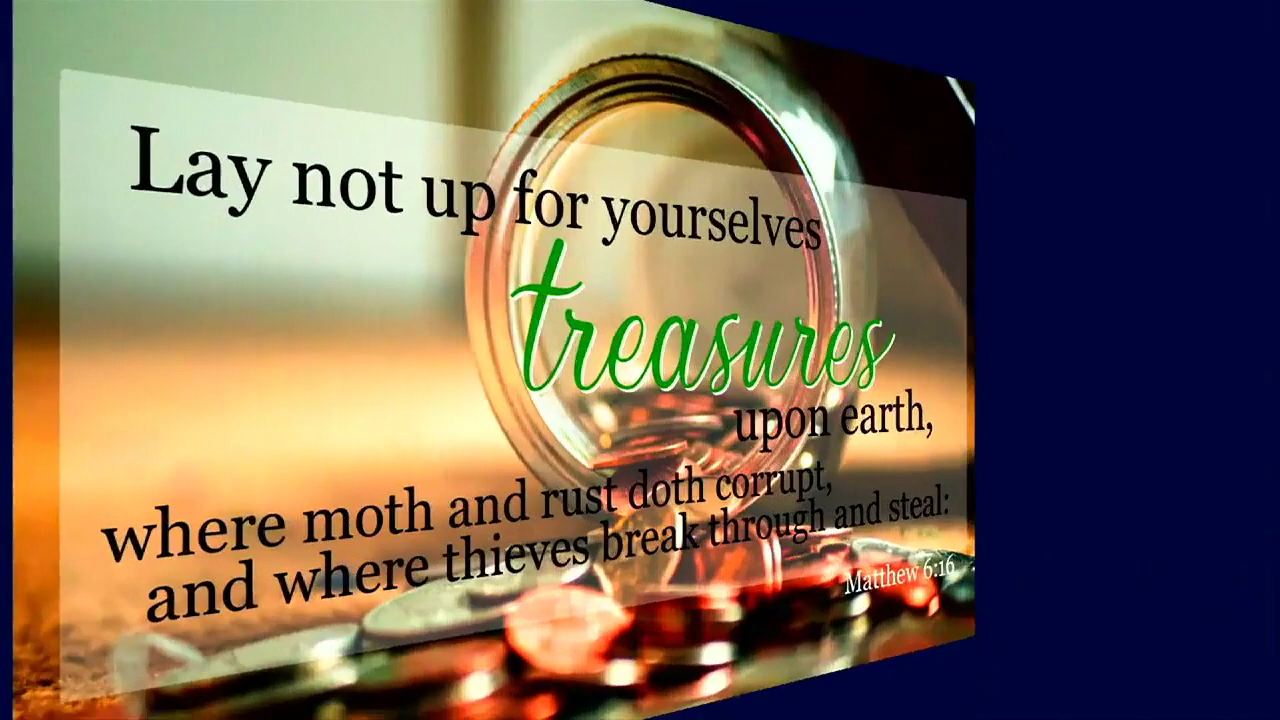 Lay not up for yourselves
treasures
upon earth,
where moth and rust doth corrupt,
and where thieves break through and steal:
Matthew 6:16